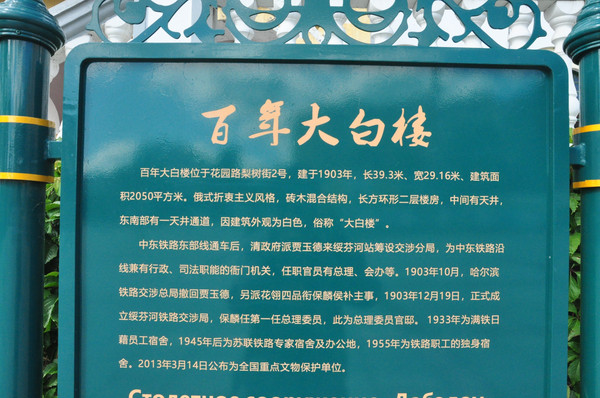 百年大白楼
百年大白楼位于花园路梨树街2号，建于1903年，长39.3米、宽29.16米、建筑面
积2050平方米。俄式折衷主义风格，砖木混合结构，长方环形二层楼房，中间有天井，
东南部有一天井通道，因建筑外观为白色，俗称“大白楼”。
中东铁路东部线通车后，清政府派贾玉德来绥芬河站筹设交涉分局，为中东铁路沿
线兼有行政、司法职能的衙门机关，任职官员有总理、会办等。1903年10月，哈尔滨
铁路交涉总局撤回贾玉德，另派花翎四品衔保麟侯补主事，1903年12月19日，正式成
立绥芬河铁路交涉局，保麟任第一任总理委员，此为总理委员官邸。1933年为满铁日
藉员工宿舍，1945年后为苏联铁路专家宿舍及办公地，1955年为铁路职工的独身宿
舍。2013年3月14日公布为全国重点文物保护单位。